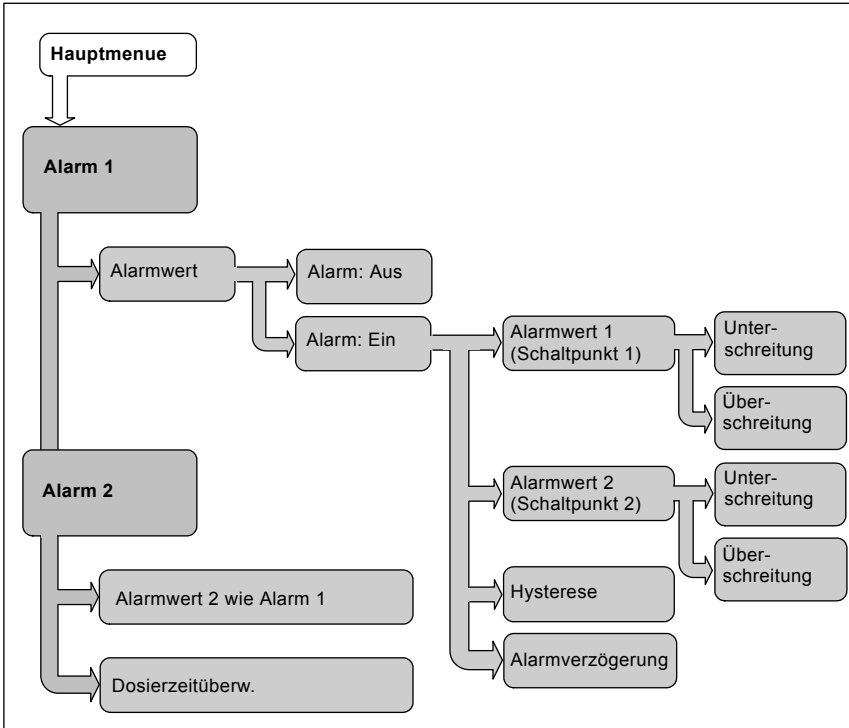 Hauptmenue
Alarm 1
Alarmwert
Alarm: Aus
Alarm: Ein
Alarmwert 1
(Schaltpunkt 1)
Unter-
schreitung
Über-
schreitung
Alarm 2
Alarmwert 2
(Schaltpunkt 2)
Unter-
schreitung
Über-
schreitung
Alarmwert 2 wie Alarm 1
Hysterese
Alarmverzögerung
Dosierzeitüberw.